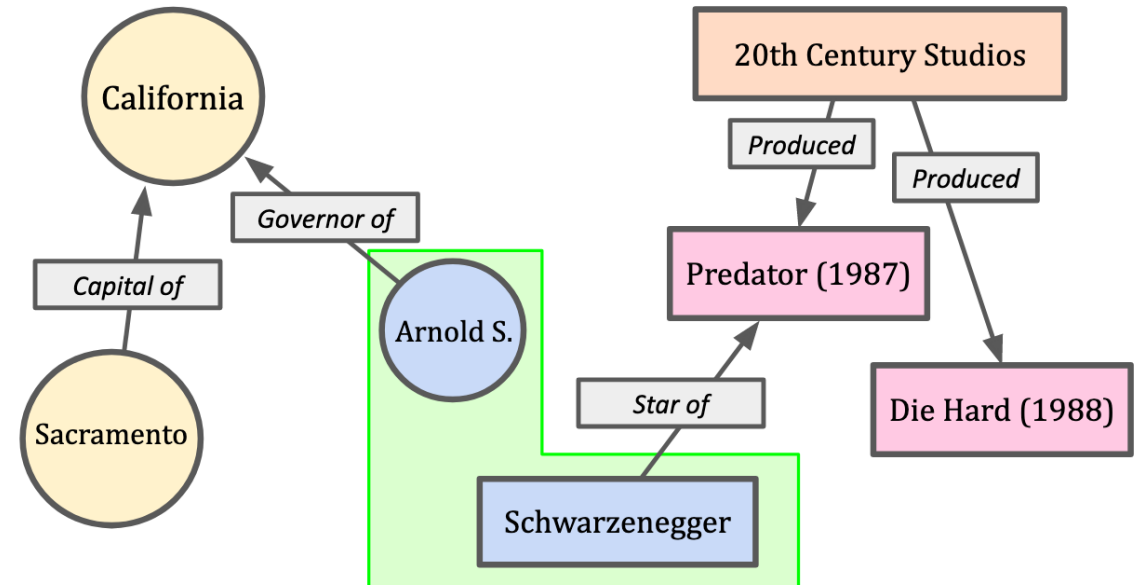 California
20th Century Studios
Produced
Produced
Governor of
Capital of
Predator (1987)
Arnold S.
Star of
Die Hard (1988)
Sacramento
Schwarzenegger